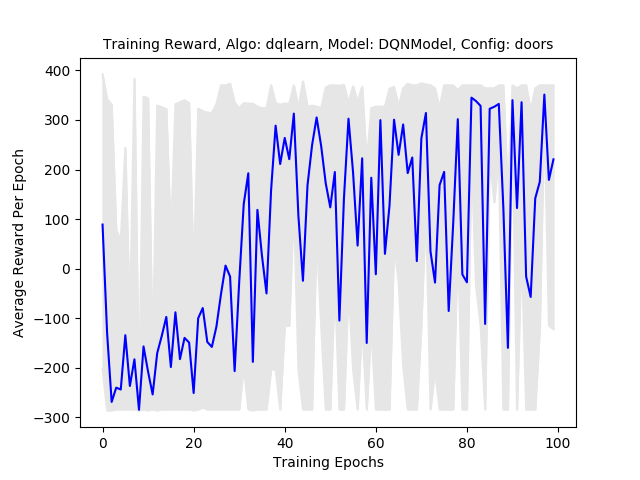 Training Reward, Algo: dqlearn, Model: DQNModel, Config: doors
400
300
200
100
0
−100
−200
−300
Average Reward Per Epoch
0 20 40 60 80 100
Training Epochs